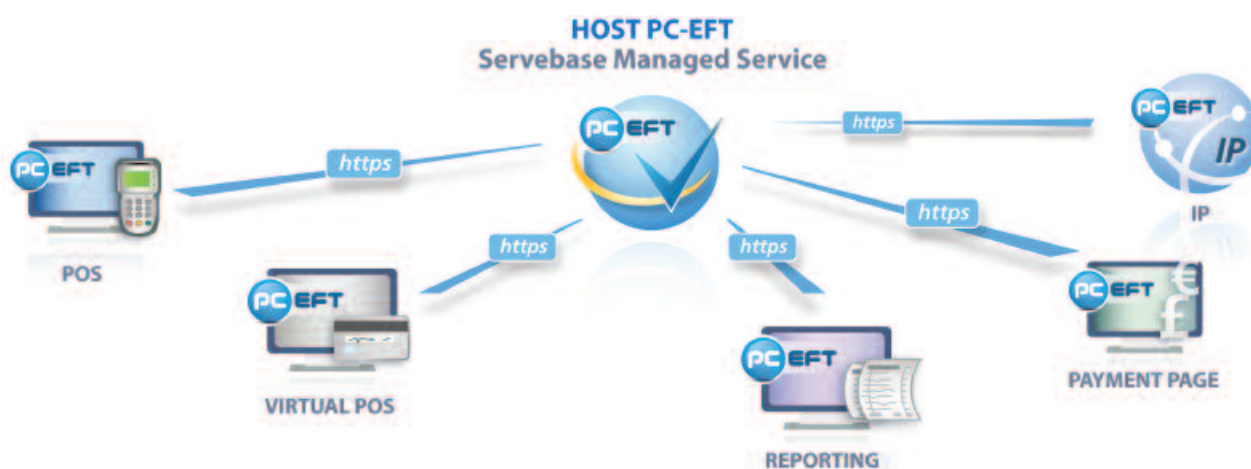 HOST PC-EFT
Servebase Managed Service
PC EFT
https
PC EFT
IP
IP
PC EFT
https
POS
https
https
https
PC EFT
VIRTUAL POS
PC EFT
REPORTING
PC EFT
€
£
PAYMENT PAGE